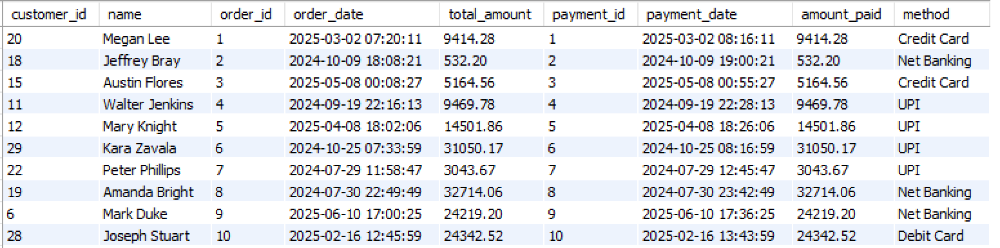 customer_id name order_id order_date total_amount payment_id payment_date amount_paid method
20 Megan Lee 1 2025-03-02 07:20:11 9414.28 1 2025-03-02 08:16:11 9414.28 Credit Card
18 Jeffrey Bray 2 2024-10-09 18:08:21 532.20 2 2024-10-09 19:00:21 532.20 Net Banking
15 Austin Flores 3 2025-05-08 00:08:27 5164.56 3 2025-05-08 00:55:27 5164.56 Credit Card
11 Walter Jenkins 4 2024-09-19 22:16:13 9469.78 4 2024-09-19 22:28:13 9469.78 UPI
12 Mary Knight 5 2025-04-08 18:02:06 14501.86 5 2025-04-08 18:26:06 14501.86 UPI
29 Kara Zavala 6 2024-10-25 07:33:59 31050.17 6 2024-10-25 08:16:59 31050.17 UPI
22 Peter Phillips 7 2024-07-29 11:58:47 3043.67 7 2024-07-29 12:45:47 3043.67 UPI
19 Amanda Bright 8 2024-07-30 22:49:49 32714.06 8 2024-07-30 23:42:49 32714.06 Net Banking
6 Mark Duke 9 2025-06-10 17:00:25 24219.20 9 2025-06-10 17:36:25 24219.20 Net Banking
28 Joseph Stuart 10 2025-02-16 12:45:59 24342.52 10 2025-02-16 13:43:59 24342.52 Debit Card